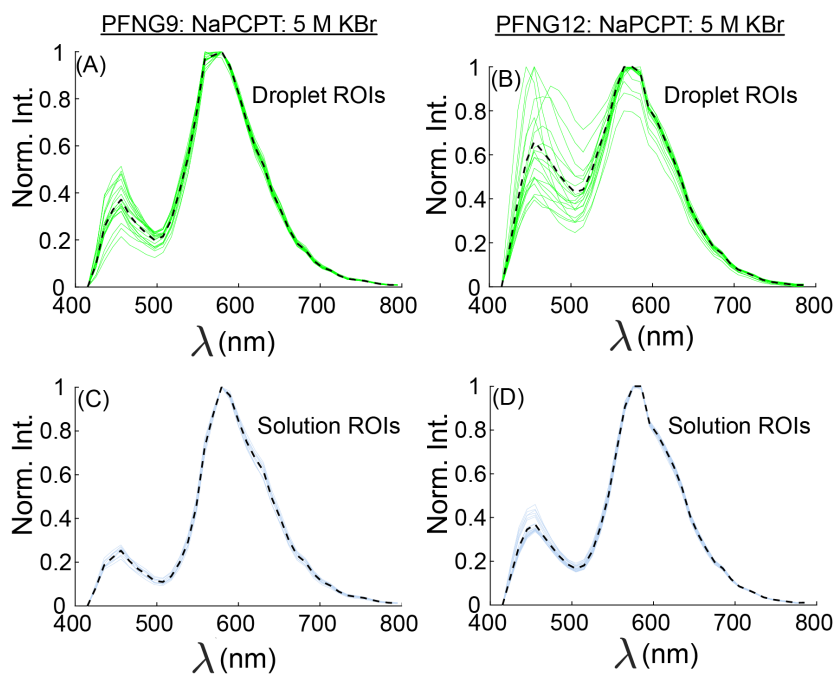 PFNG9: NaPCPT: 5 M KBr
PFNG12: NaPCPT: 5 M KBr
(A)
Droplet ROIs
Norm. Int.
1
0.8
0.6
0.4
0.2
0
400 500 600 700 800
λ (nm)
(B)
Droplet ROIs
Norm. Int.
1
0.8
0.6
0.4
0.2
0
400 500 600 700 800
λ (nm)
(C)
Solution ROIs
Norm. Int.
1
0.8
0.6
0.4
0.2
0
400 500 600 700 800
λ (nm)
(D)
Solution ROIs
Norm. Int.
1
0.8
0.6
0.4
0.2
0
400 500 600 700 800
λ (nm)